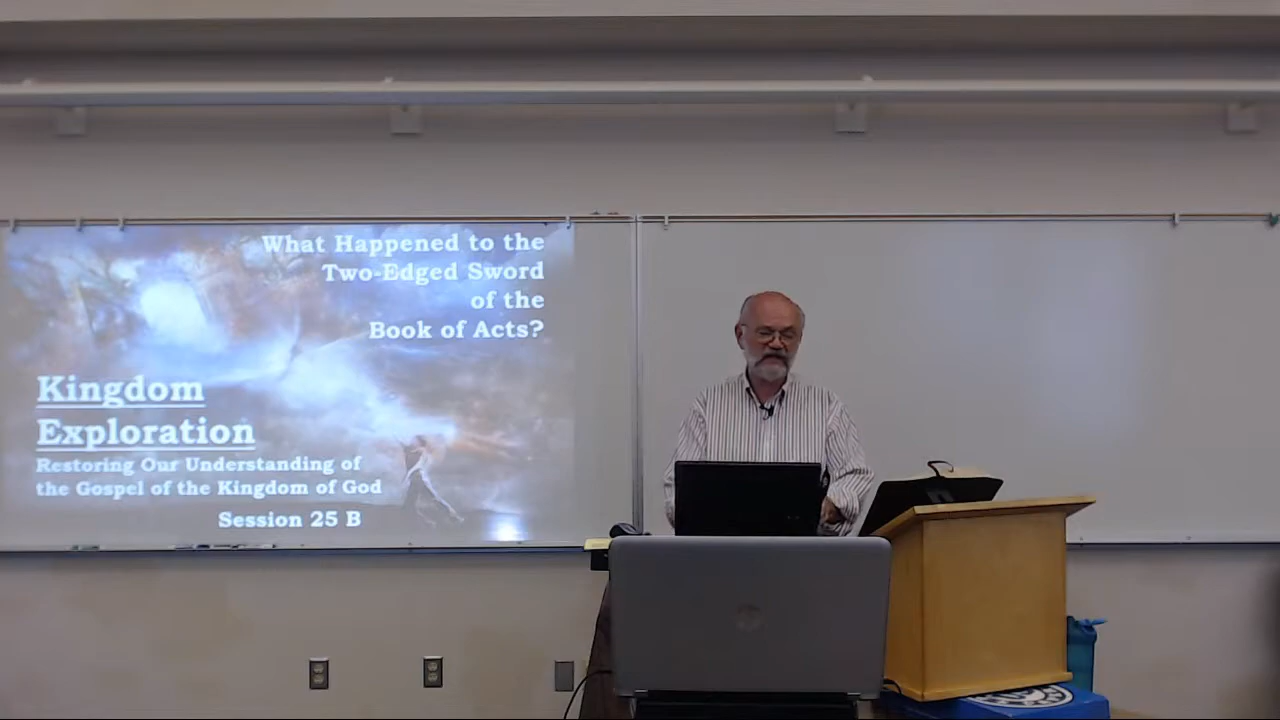 What Happened to the
Two-Edged Sword
of the
Book of Acts?
Kingdom
Exploration
Restoring Our Understanding of
the Gospel of the Kingdom of God
Session 25 B